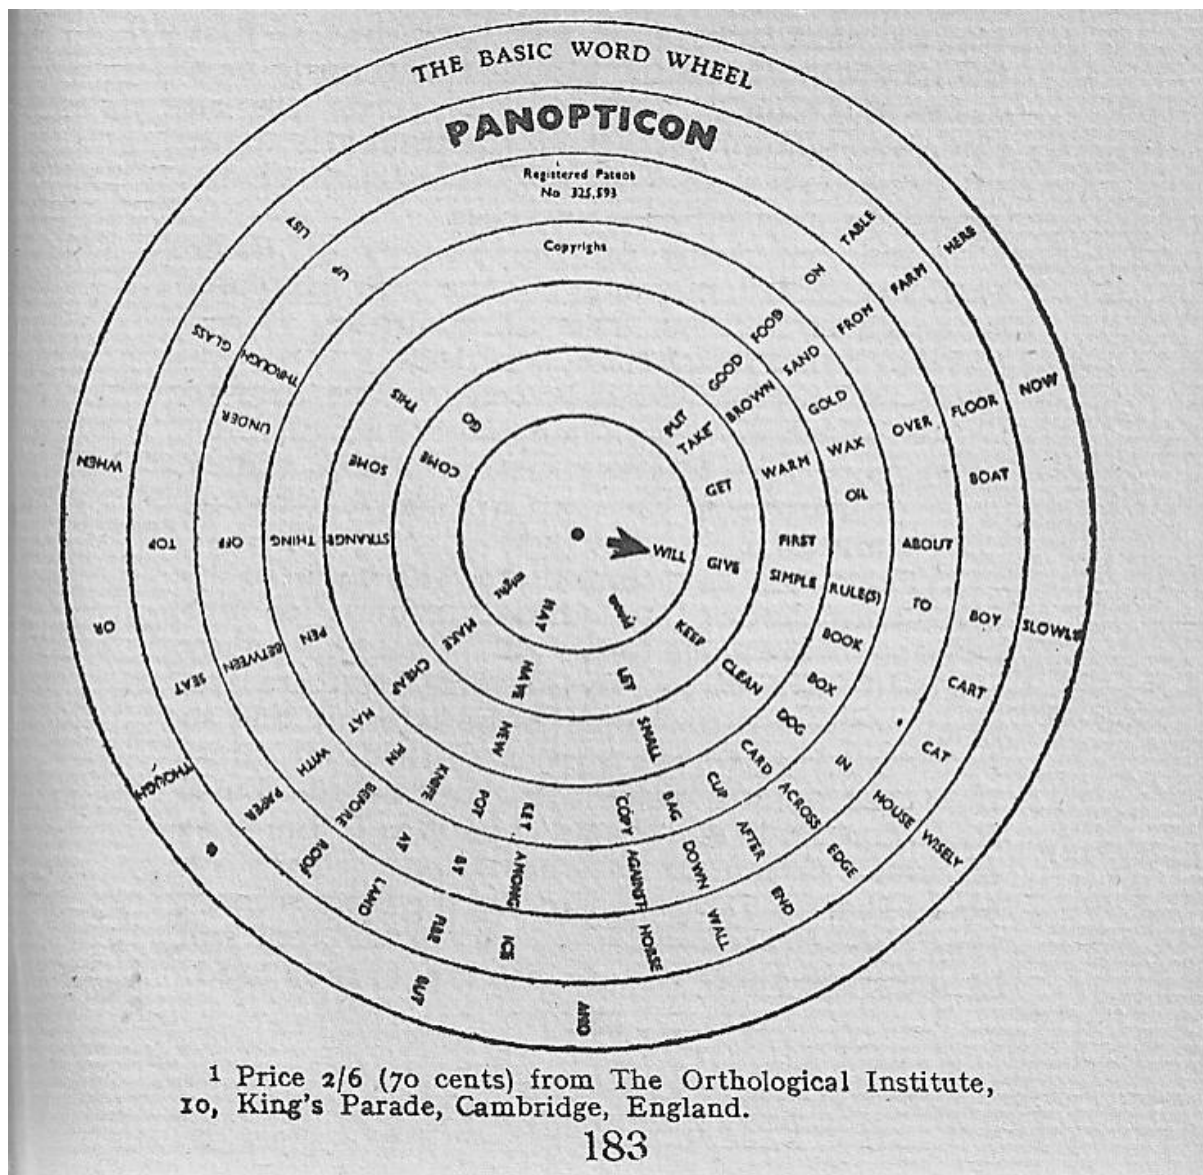 THE BASIC WORD WHEEL
PANOPTICON
Registered Patent
No 325,593
Copyright
WILL
MAY
might
PUT
TAKE
GET
GIVE
KEEP
LET
HAVE
MAKE
COME
GO
GOOD
BROWN
WARM
FIRST
SIMPLE
CLEAN
SMALL
NEW
CHEAP
STRANGE
SOME
THIS
FOOD
SAND
GOLD
WAX
OIL
RULE(S)
BOOK
BOX
DOG
CARD
CUP
BAG
COPY
KEY
POT
KNIFE
PIN
HAT
PEN
THING
ON
FROM
OVER
ABOUT
TO
IN
ACROSS
AFTER
DOWN
AGAINST
AMONG
BY
AT
BEFORE
WITH
BETWEEN
OFF
UNDER
THROUGH
UP
TABLE
FARM
FLOOR
BOAT
BOY
CART
CAT
HOUSE
EDGE
END
WALL
HORSE
ICE
LAND
ROOF
PAPER
SEAT
TOP
GLASS
LIST
HERE
NOW
SLOWLY
WISELY
AND
BUT
THOUGH
OR
WHEN
1 Price 2/6 (70 cents) from The Orthological Institute,
10, King's Parade, Cambridge, England.
183